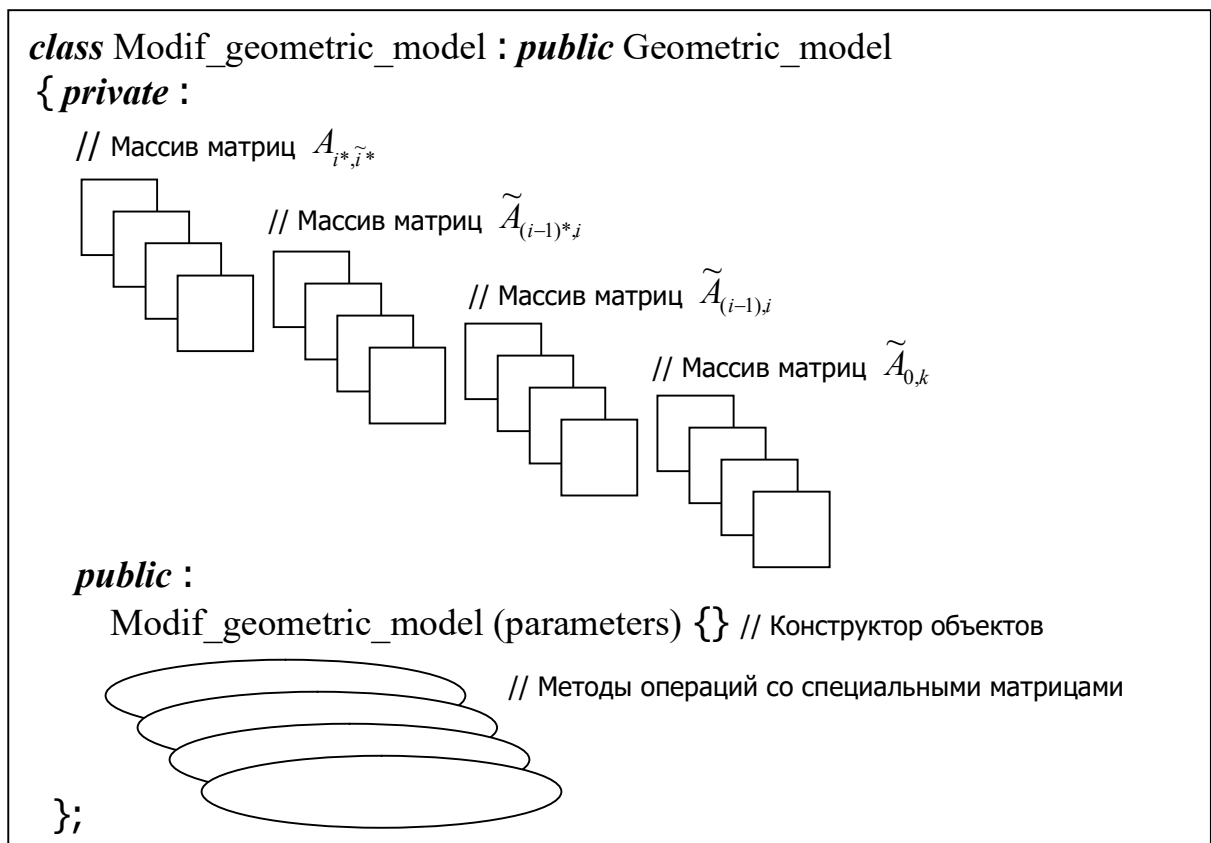 class Modif_geometric_model : public Geometric_model
{ private :
// Массив матриц A_{i*,ĩ*}
// Массив матриц Ã_{(i–1)*,i}
// Массив матриц Ã_{(i–1),i}
// Массив матриц Ã_{0,k}
public :
Modif_geometric_model (parameters) {} // Конструктор объектов
// Методы операций со специальными матрицами
};